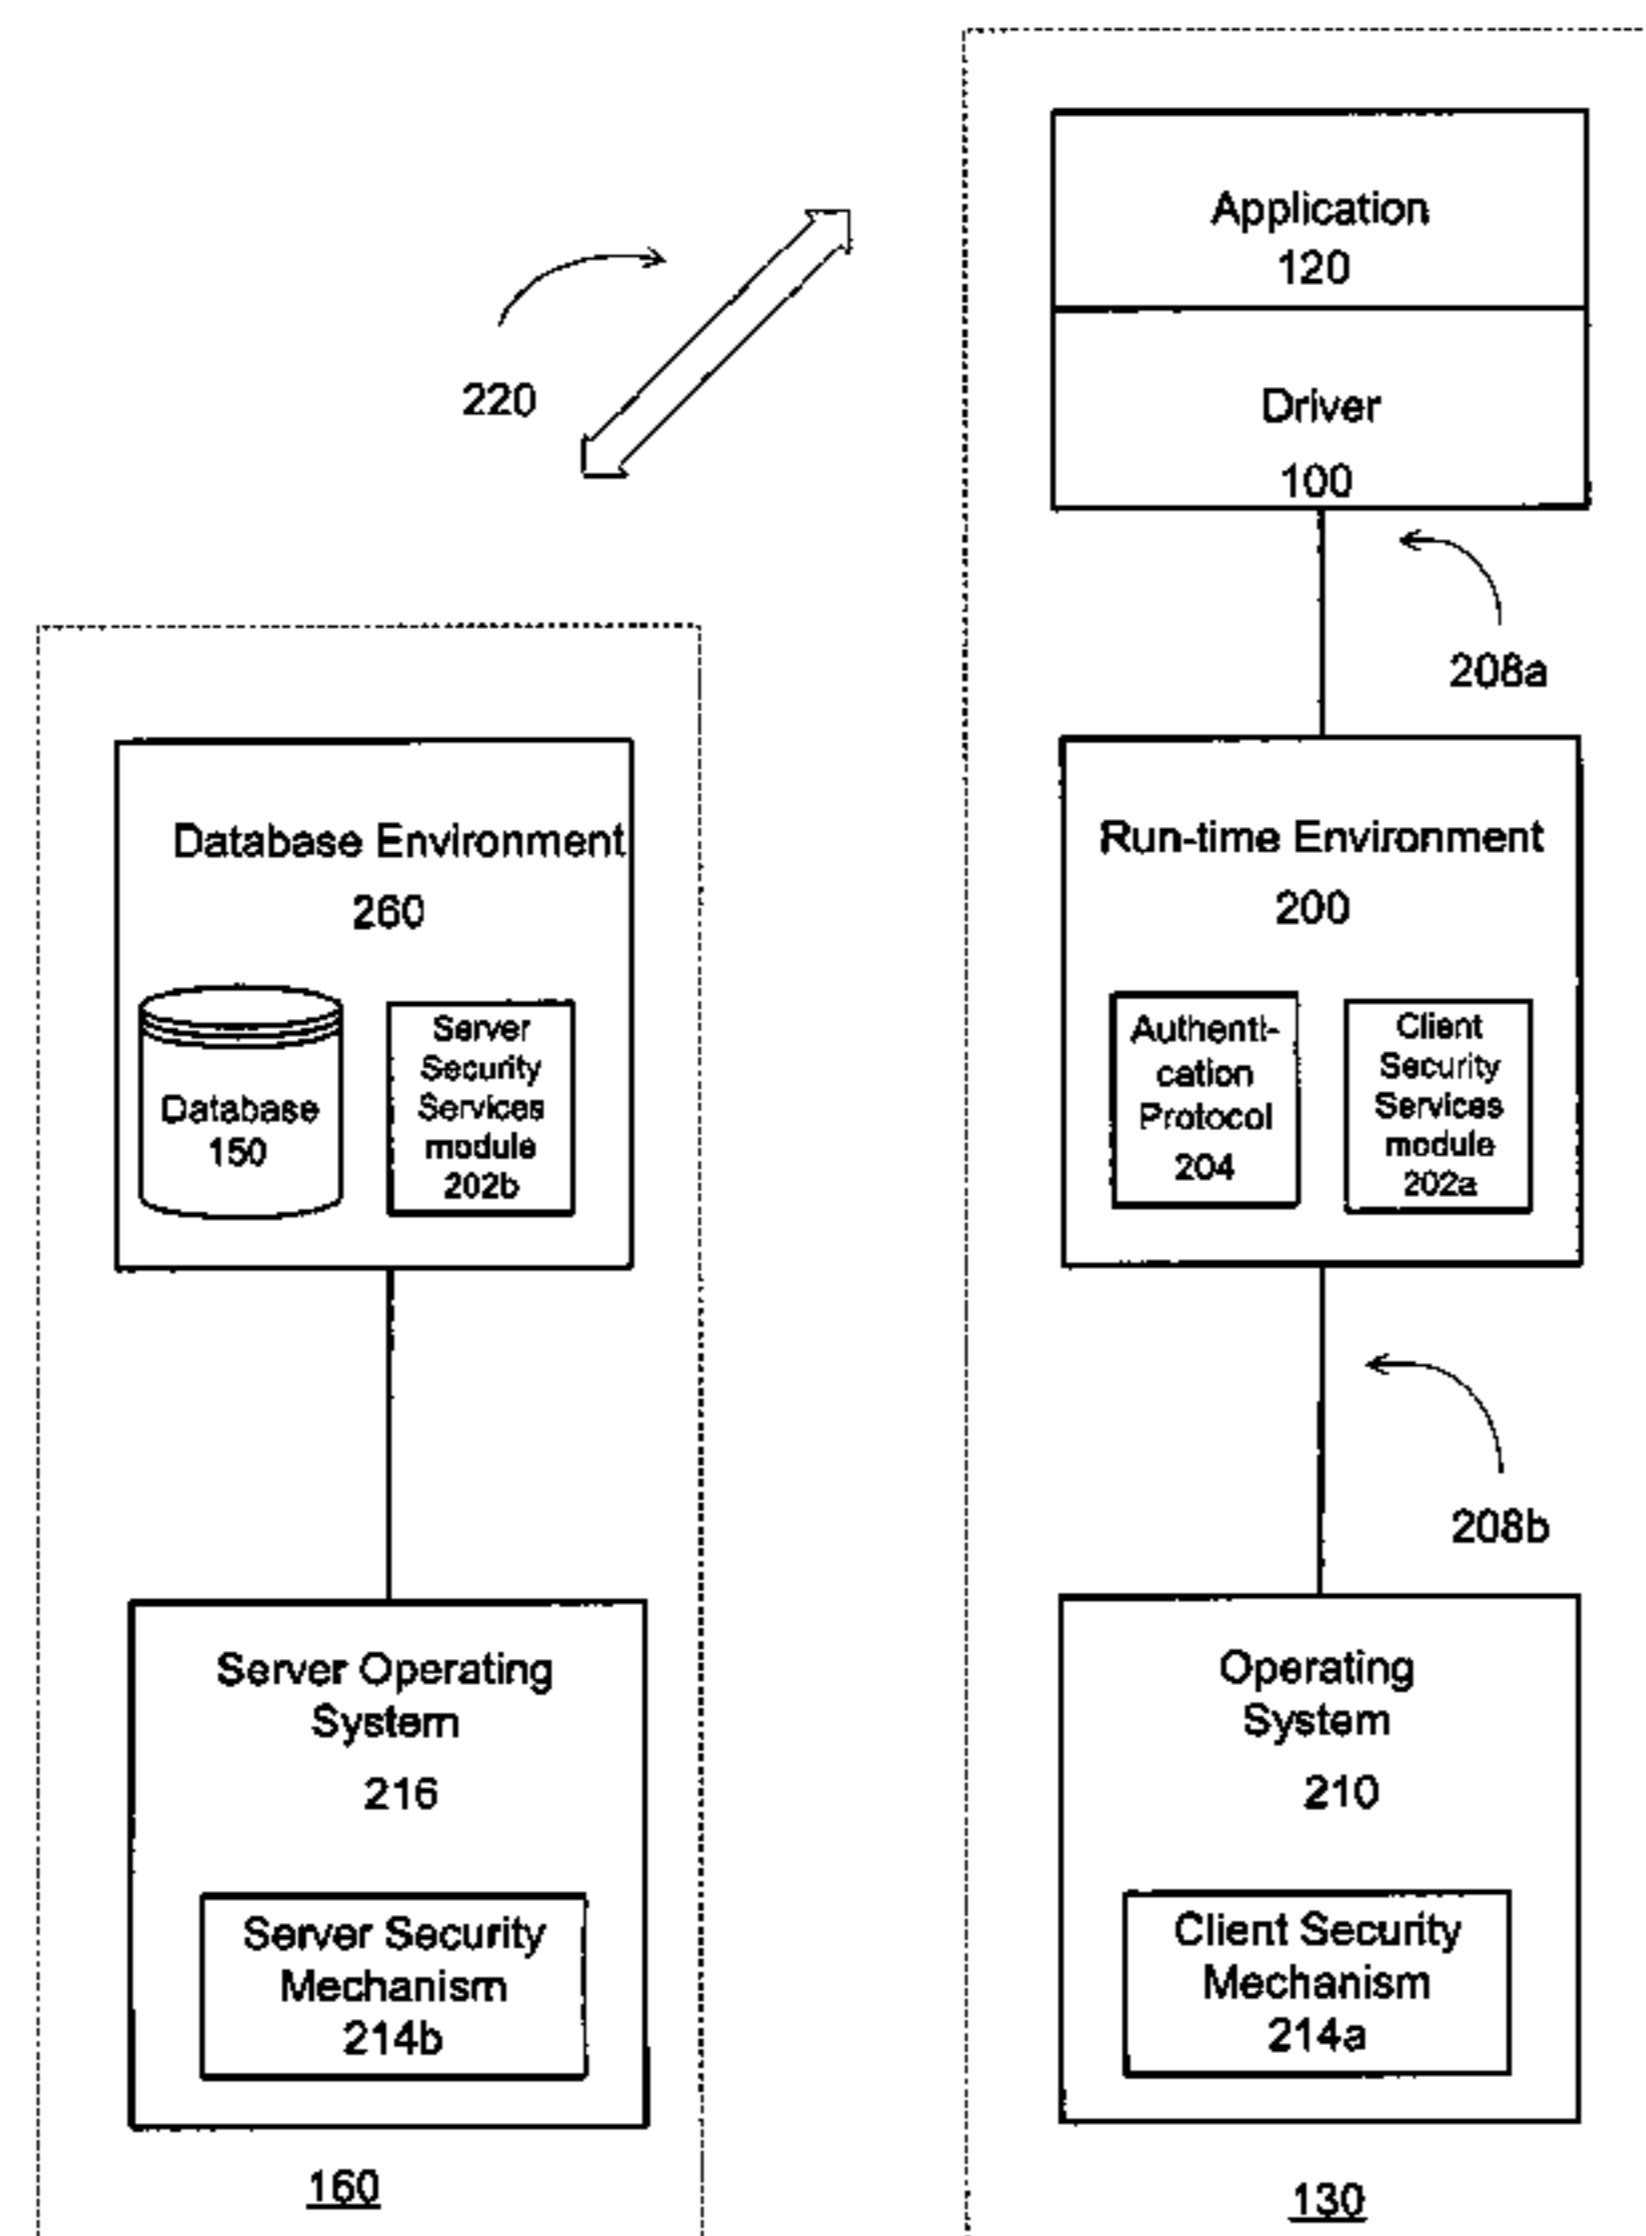 Application
120
Driver
100
220
208a
Database Environment
260
Database
150
Server
Security
Services
module
202b
Run-time Environment
200
Authenti-
cation
Protocol
204
Client
Security
Services
module
202a
208b
Server Operating
System
216
Server Security
Mechanism
214b
Operating
System
210
Client Security
Mechanism
214a
160
130